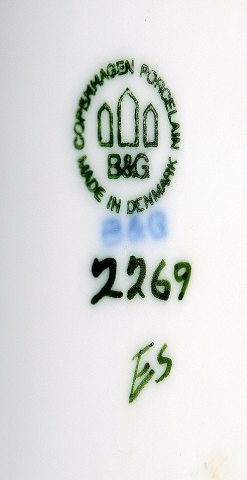 COPENHAGEN PORCELAIN
B&G
MADE IN DENMARK
B&G
2269
ES